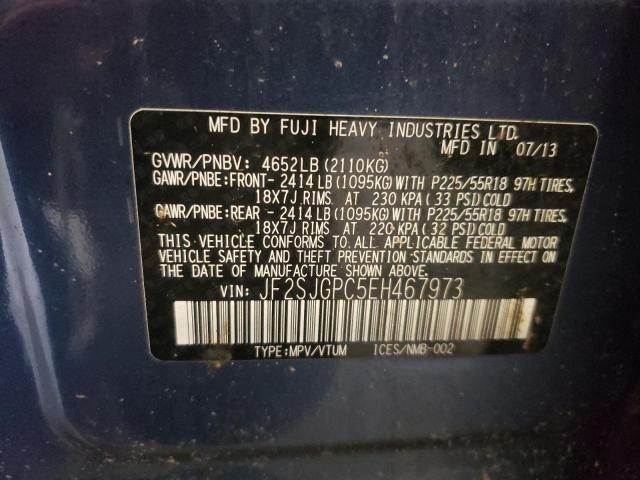 MFD BY FUJI HEAVY INDUSTRIES LTD.
MFD IN 07/13
GVWR/PNBV: 4652LB(2110KG)
GAWR/PNBE:FRONT- 2414 LB(1095KG)WITH P225/55R18 97H TIRES,
18X7J RIMS. AT 230 KPA( 33 PSI)COLD
GAWR/PNBE:REAR - 2414 LB(1095KG)WITH P225/55R18 97H TIRES,
18X7J RIMS. AT 220 KPA( 32 PSI)COLD
THIS VEHICLE CONFORMS TO ALL APPLICABLE FEDERAL MOTOR
VEHICLE SAFETY AND THEFT PREVENTION STANDARDS IN EFFECT
ON THE DATE OF MANUFACTURE SHOWN ABOVE.
VIN: JF2SJGPC5EH467973
TYPE:MPV/VTUM ICES/NMB-002